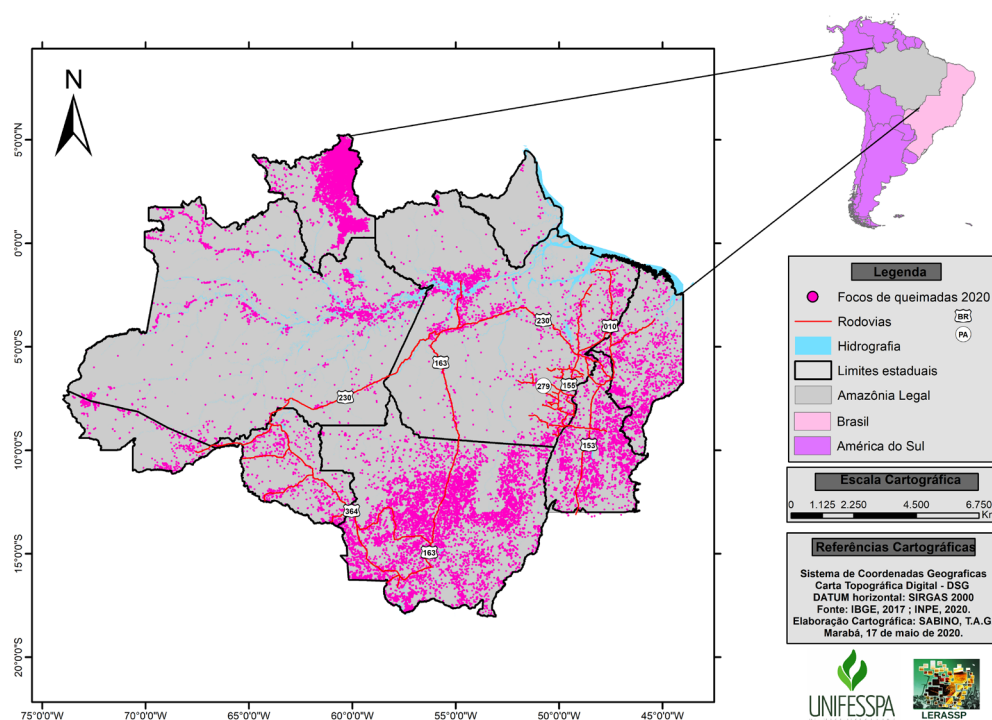 N
5°0'0"N
0°0'0"
5°0'0"S
10°0'0"S
15°0'0"S
20°0'0"S
75°0'0"W
70°0'0"W
65°0'0"W
60°0'0"W
55°0'0"W
50°0'0"W
45°0'0"W
230
010
163
279
155
230
153
364
163
Legenda
Focos de queimadas 2020
Rodovias
BR
PA
Hidrografia
Limites estaduais
Amazônia Legal
Brasil
América do Sul
Escala Cartográfica
0 1.125 2.250 4.500 6.750
Km
Referências Cartográficas
Sistema de Coordenadas Geograficas
Carta Topográfica Digital - DSG
DATUM horizontal: SIRGAS 2000
Fonte: IBGE, 2017 ; INPE, 2020.
Elaboração Cartográfica: SABINO, T.A.G
Marabá, 17 de maio de 2020.
UNIFESSPA
LERASSP